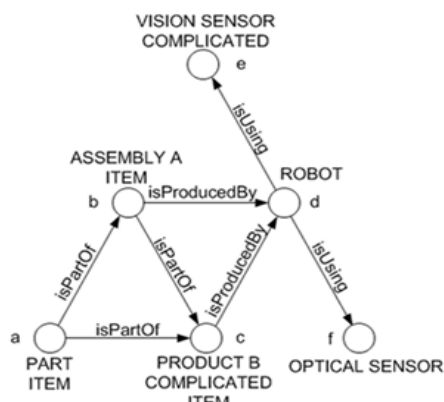 VISION SENSOR
COMPLICATED
e
isUsing
ASSEMBLY A
ITEM
ROBOT
b
isProducedBy
d
isPartOf
isPartOf
isProducedBy
isUsing
a
isPartOf
c
f
PART
ITEM
PRODUCT B
COMPLICATED
ITEM
OPTICAL SENSOR